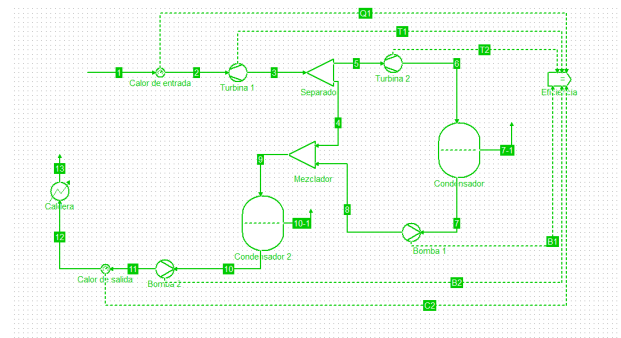 Q1
T1
T2
1
2
3
5
6
Calor de entrada
Turbina 1
Separado
Turbina 2
Eficiencia
4
7-1
9
Mezclador
Condensador
13
Caldera
8
7
10-1
12
Bomba 1
B1
Condensador 2
11
10
Calor de salida
Bomba 2
B2
C2